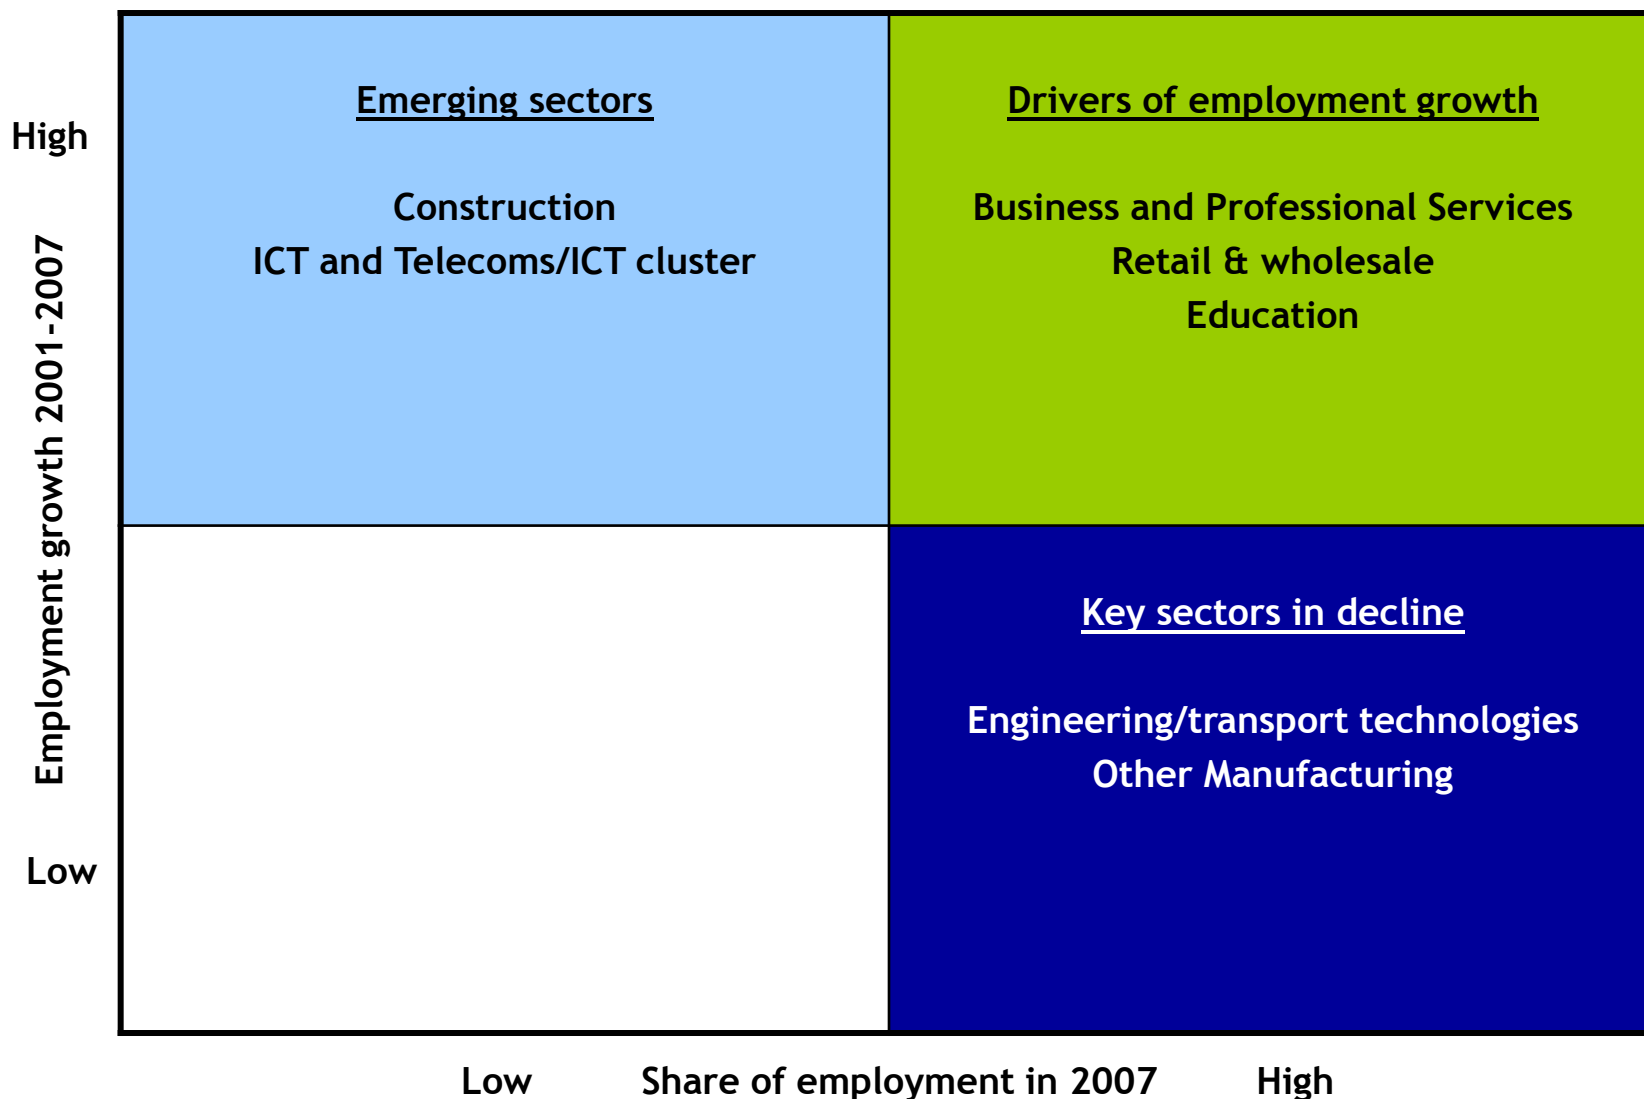 Emerging sectors
Construction
ICT and Telecoms/ICT cluster
Drivers of employment growth
Business and Professional Services
Retail & wholesale
Education
Key sectors in decline
Engineering/transport technologies
Other Manufacturing
High
Employment growth 2001-2007
Low
Low Share of employment in 2007 High